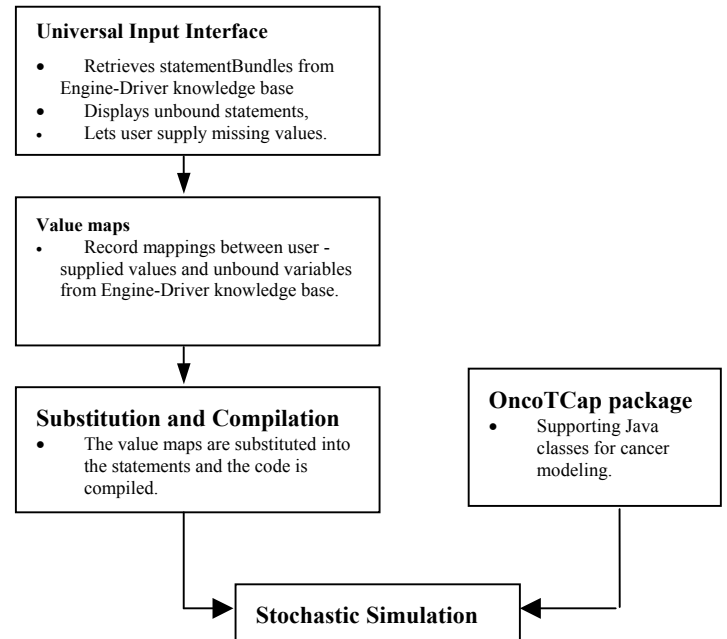 Universal Input Interface
• Retrieves statementBundles from
Engine-Driver knowledge base
• Displays unbound statements,
• Lets user supply missing values.
Value maps
• Record mappings between user -
supplied values and unbound variables
from Engine-Driver knowledge base.
Substitution and Compilation
• The value maps are substituted into
the statements and the code is
compiled.
OncoTCap package
• Supporting Java
classes for cancer
modeling.
Stochastic Simulation